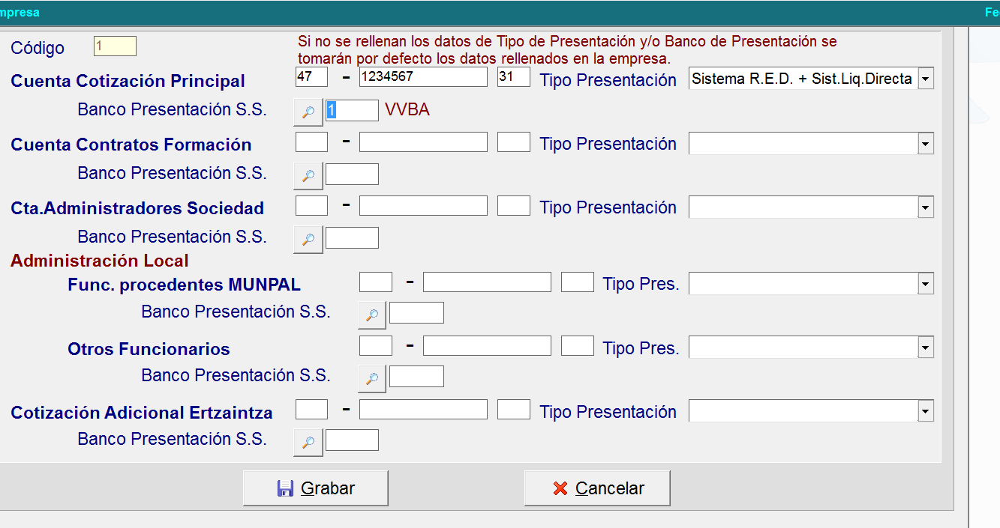 mpresa Fe
Código 1 Si no se rellenan los datos de Tipo de Presentación y/o Banco de Presentación se
tomarán por defecto los datos rellenados en la empresa.
Cuenta Cotización Principal 47 - 1234567 31 Tipo Presentación Sistema R.E.D. + Sist.Liq.Directa
Banco Presentación S.S. 1 VVBA
Cuenta Contratos Formación - Tipo Presentación
Banco Presentación S.S.
Cta.Administradores Sociedad - Tipo Presentación
Banco Presentación S.S.
Administración Local
Func. procedentes MUNPAL - Tipo Pres.
Banco Presentación S.S.
Otros Funcionarios - Tipo Pres.
Banco Presentación S.S.
Cotización Adicional Ertzaintza - Tipo Presentación
Banco Presentación S.S.
Grabar Cancelar